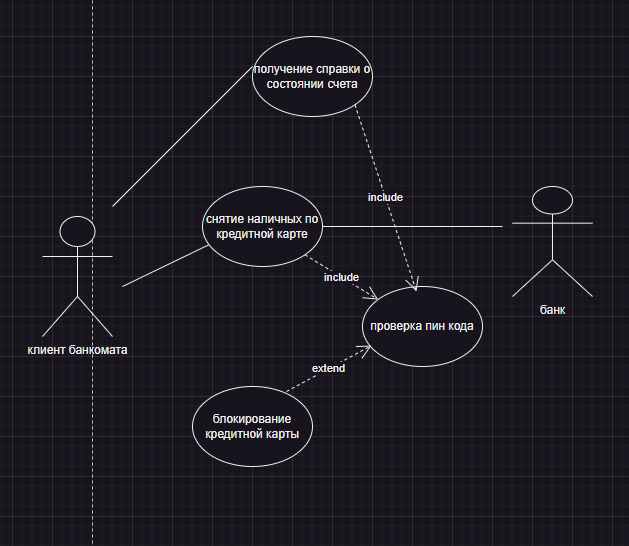 получение справки о
состоянии счета
include
снятие наличных по
кредитной карте
include
банк
проверка пин кода
клиент банкомата
extend
блокирование
кредитной карты